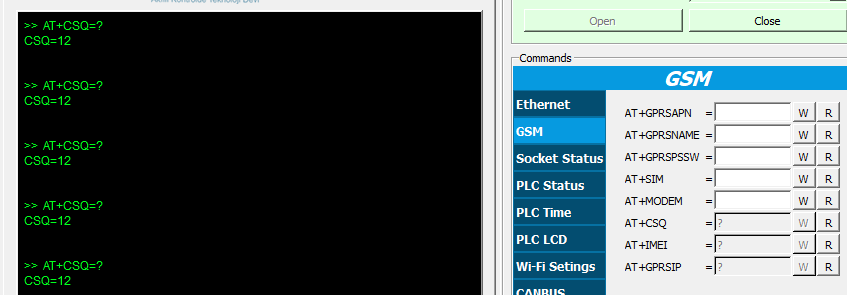 >> AT+CSQ=?
CSQ=12
>> AT+CSQ=?
CSQ=12
>> AT+CSQ=?
CSQ=12
>> AT+CSQ=?
CSQ=12
>> AT+CSQ=?
CSQ=12
Open
Close
Commands
GSM
Ethernet
GSM
Socket Status
PLC Status
PLC Time
PLC LCD
Wi-Fi Setings
CANBUS
AT+GPRSAPN = W R
AT+GPRSNAME = W R
AT+GPRSPSSW = W R
AT+SIM = W R
AT+MODEM = W R
AT+CSQ = ? W R
AT+IMEI = ? W R
AT+GPRSIP = ? W R